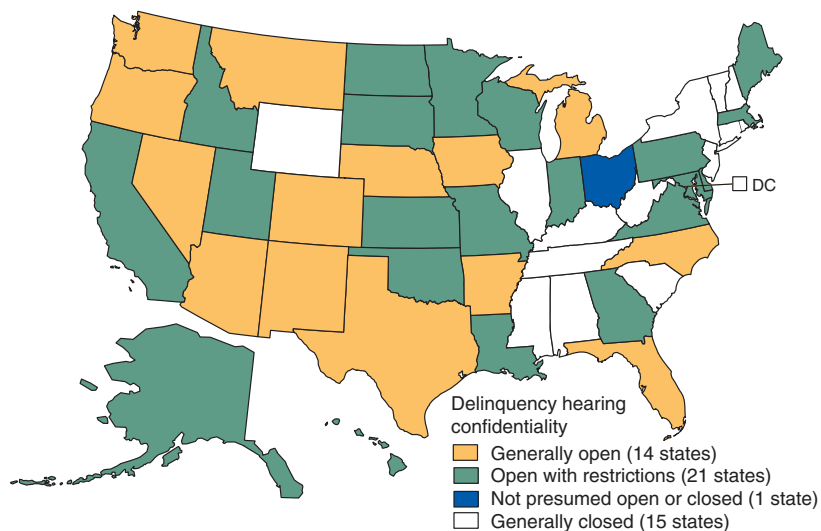 DC
Delinquency hearing
confidentiality
Generally open (14 states)
Open with restrictions (21 states)
Not presumed open or closed (1 state)
Generally closed (15 states)